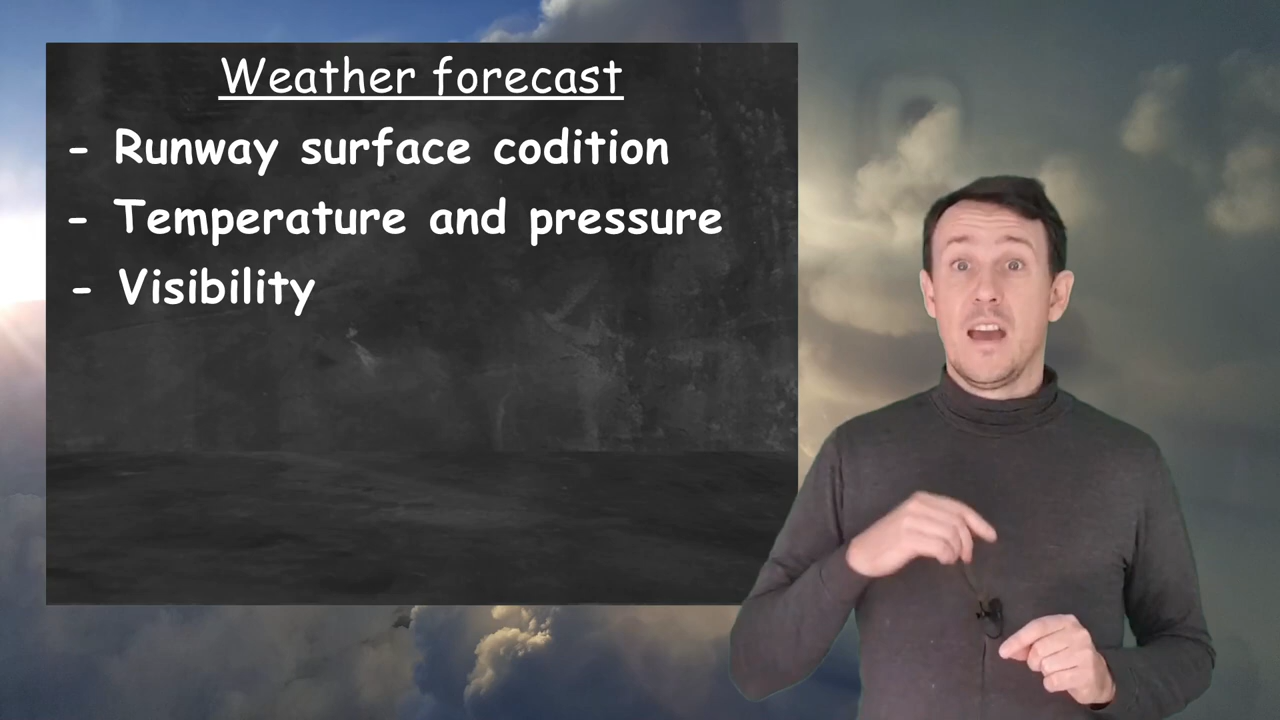 Weather forecast
- Runway surface codition
- Temperature and pressure
- Visibility